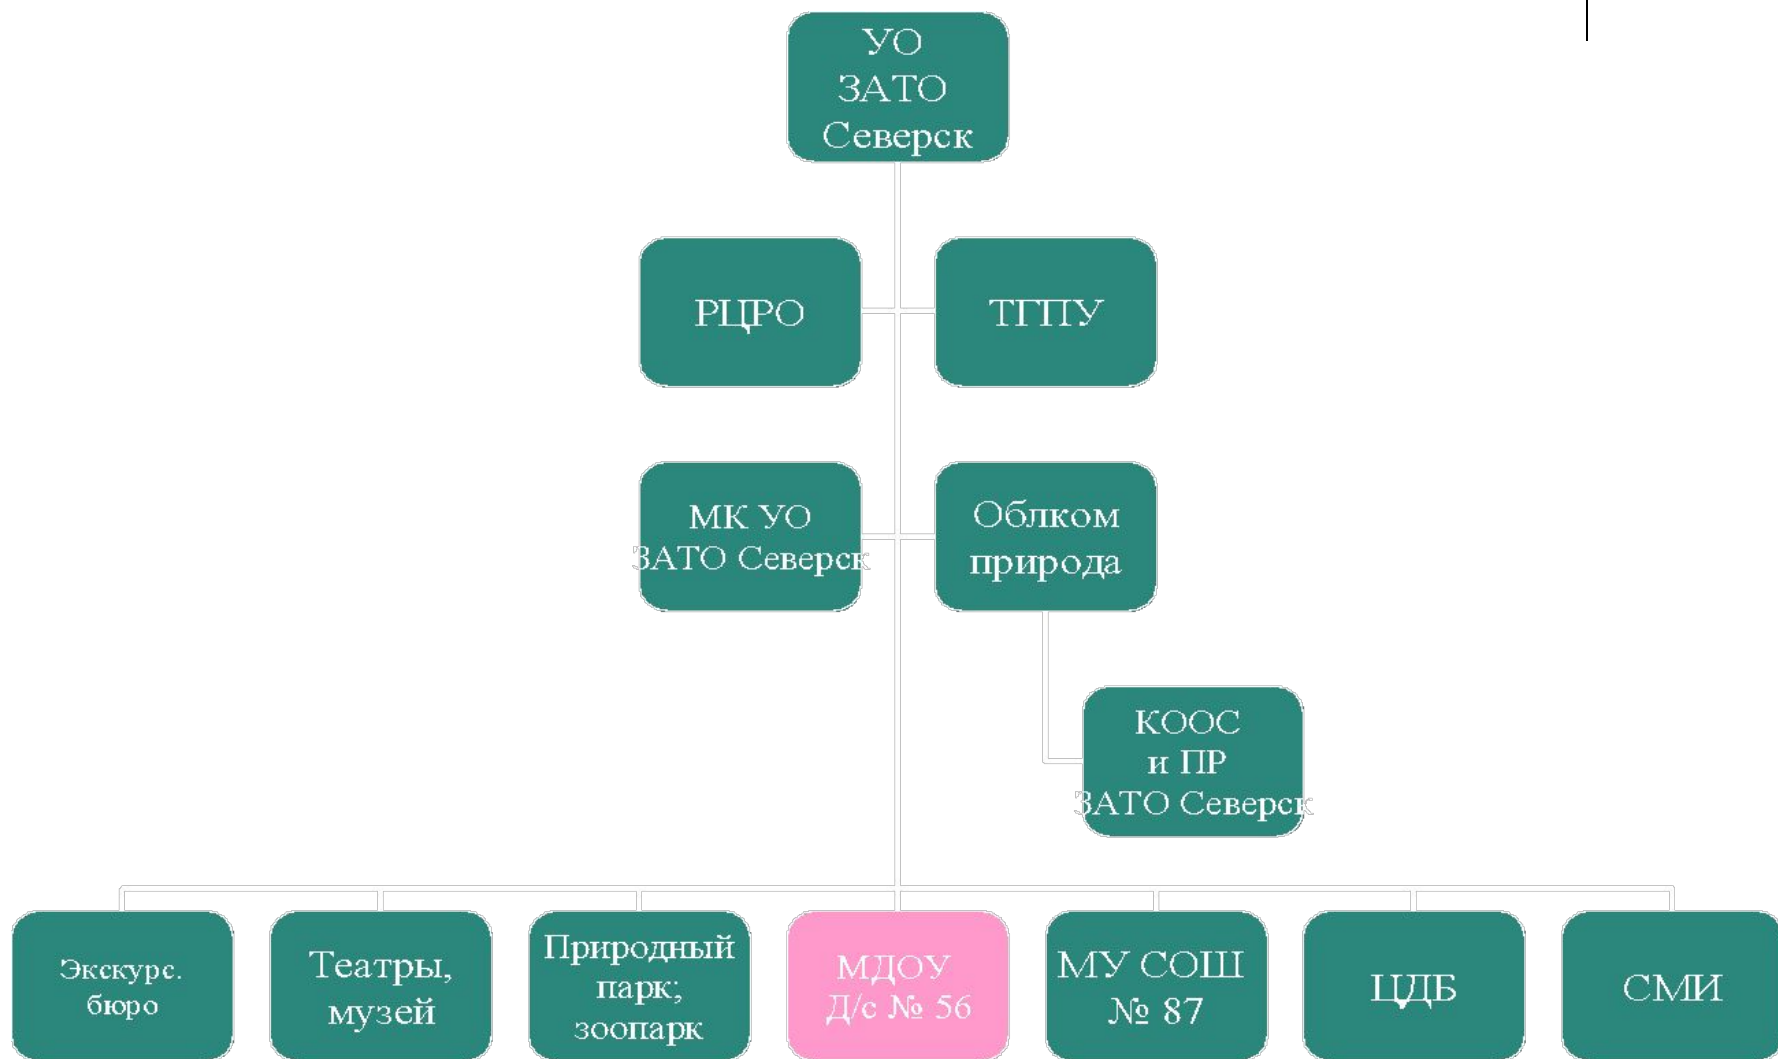 УО
ЗАТО
Северск
РЦРО
ТГПУ
МК УО
ЗАТО Северск
Облком
природа
КООС
и ПР
ЗАТО Северск
Экскурс.
бюро
Театры,
музей
Природный
парк;
зоопарк
МДОУ
Д/с № 56
МУ СОШ
№ 87
ЦДБ
СМИ